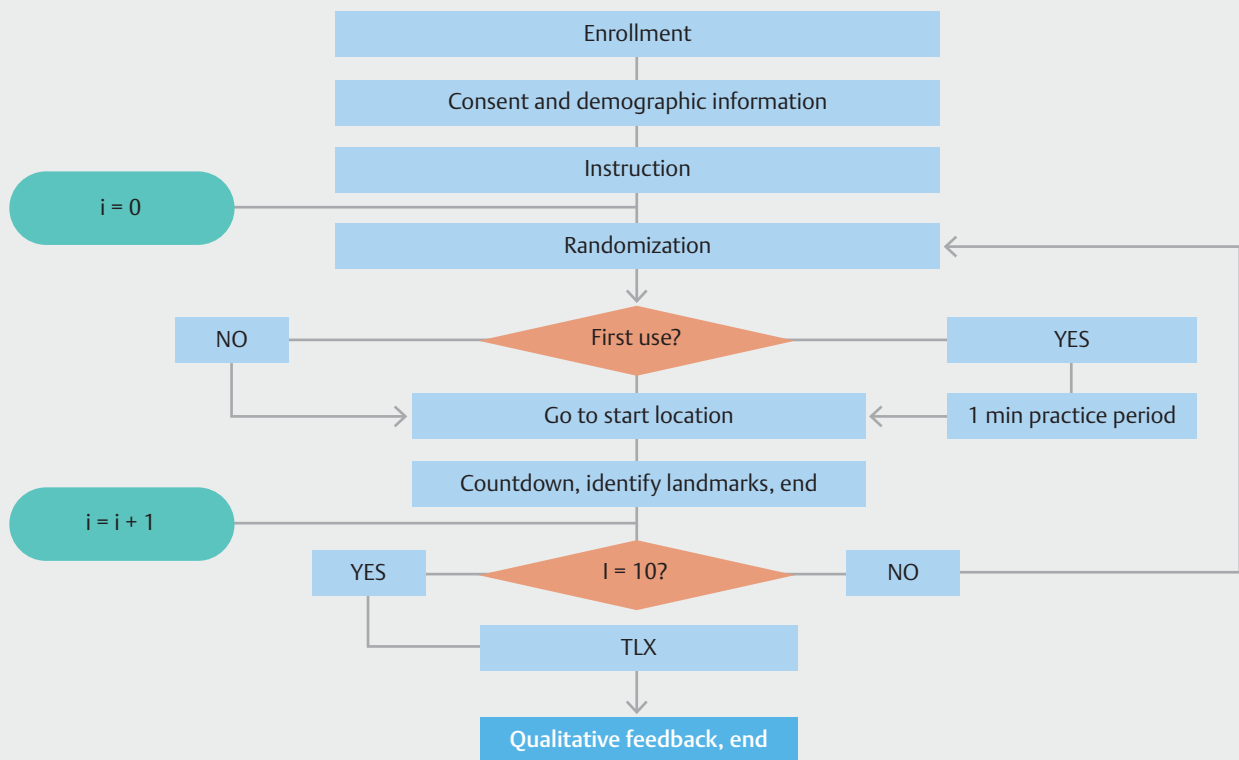 Enrollment
Consent and demographic information
Instruction
i = 0
Randomization
First use?
NO
YES
Go to start location
1 min practice period
Countdown, identify landmarks, end
i = i + 1
I = 10?
YES
NO
TLX
Qualitative feedback, end